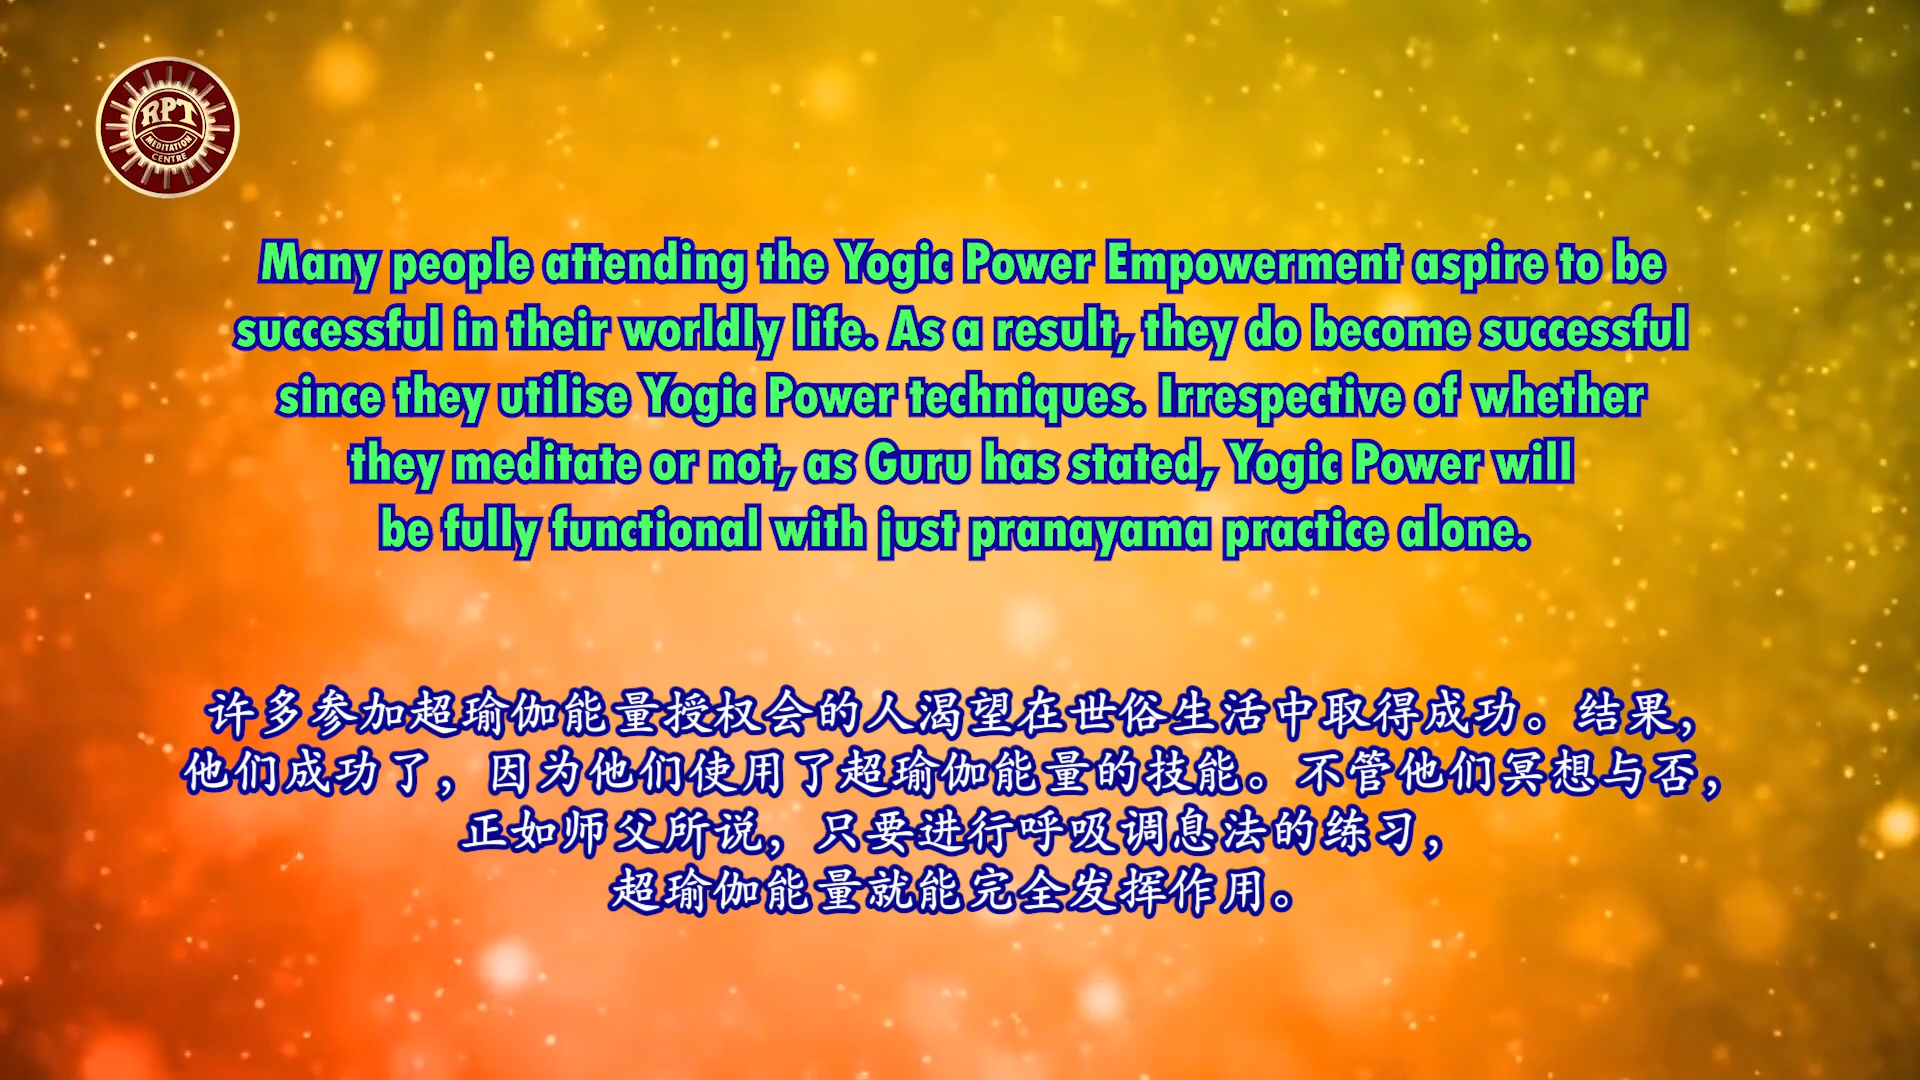 RPT
MEDITATION
CENTRE
Many people attending the Yogic Power Empowerment aspire to be
successful in their worldly life. As a result, they do become successful
since they utilise Yogic Power techniques. Irrespective of whether
they meditate or not, as Guru has stated, Yogic Power will
be fully functional with just pranayama practice alone.
许多参加超瑜伽能量授权会的人渴望在世俗生活中取得成功。结果，
他们成功了，因为他们使用了超瑜伽能量的技能。不管他们冥想与否，
正如师父所说，只要进行呼吸调息法的练习，
超瑜伽能量就能完全发挥作用。